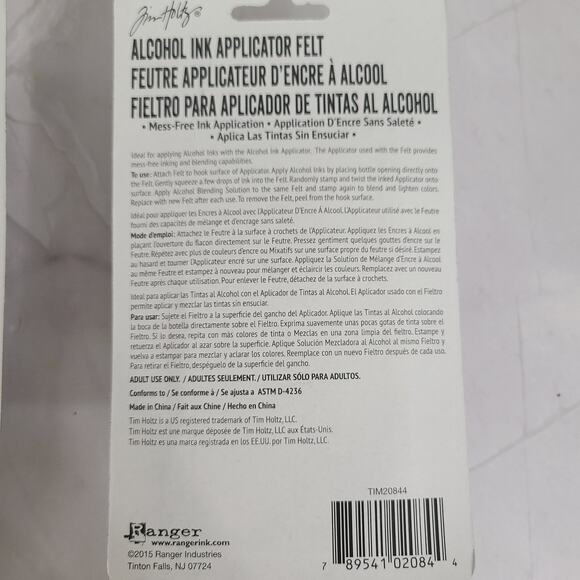 Tim Holtz®
ALCOHOL INK APPLICATOR FELT
FEUTRE APPLICATEUR D'ENCRE À ALCOOL
FIELTRO PARA APLICADOR DE TINTAS AL ALCOHOL
• Mess-Free Ink Application • Application D'Encre Sans Saleté •
• Aplica Las Tintas Sin Ensuciar •
Ideal for applying Alcohol Inks with the Alcohol Ink Applicator. The Applicator used with the Felt provides
mess-free inking and blending capabilities.
To use: Attach Felt to hook surface of Applicator. Apply Alcohol Inks by placing bottle opening directly onto
the Felt. Gently squeeze a few drops of ink into the Felt. Randomly stamp and twist the inked Applicator onto
surface. Apply Alcohol Blending Solution to the same Felt and stamp again to blend and lighten colors.
Replace with new Felt after each use. To remove the Felt, peel from the hook surface.
Idéal pour appliquer les Encres à Alcool avec L'Applicateur D'Encre À Alcool. L'Applicateur utilisé avec le Feutre
fourni des capacités de mélange et d'encrage sans saleté.
Mode d'emploi: Attachez le Feutre à la surface à crochets de l'Applicateur. Appliquez les Encres à Alcool en
plaçant l'ouverture du flacon directement sur le Feutre. Pressez gentiment quelques gouttes d'encre sur le
Feutre. Répétez avec plus de couleurs d'encre ou Mixatifs sur une surface propre du feutre si désiré. Estampez
au hasard et tourner L'Applicateur encré sur une surface. Appliquez la Solution de Mélange d'Encre à Alcool
au même Feutre et estampez à nouveau pour mélanger et éclaircir les couleurs. Remplacez avec un nouveau
Feutre après chaque utilisation. Pour enlever le Feutre, détachez de la surface à crochets.
Ideal para aplicar las Tintas al Alcohol con el Aplicador de Tintas al Alcohol. El Aplicador usado con el Fieltro
permite aplicar y mezclar las tintas sin ensuciar.
Para usar: Sujete el Fieltro a la superficie del gancho del Aplicador. Aplique las Tintas al Alcohol colocando
la boca de la botella directamente sobre el Fieltro. Exprima suavemente unas pocas gotas de tinta sobre el
Fieltro. Si lo desea, repita con más colores de tinta o Mezclas en una zona limpia del fieltro. Estampe y
retuerza el Aplicador al azar sobre la superficie. Aplique Solución Mezcladora al Alcohol al mismo Fieltro y
vuelva a estampar para mezclar y aclarar los colores. Reemplace con un nuevo Fieltro después de cada uso.
Para retirar el Fieltro, despéguelo de la superficie del gancho.
ADULT USE ONLY. / ADULTES SEULEMENT. / UTILIZAR SÓLO PARA ADULTOS.
Conforms to / Se conforme à / Se ajusta a ASTM D-4236
Made in China / Fait aux Chine / Hecho en China
Tim Holtz is a US registered trademark of Tim Holtz, LLC.
Tim Holtz est une marque déposée de Tim Holtz, LLC aux États-Unis.
Tim Holtz es una marca registrada en los EE.UU. por Tim Holtz, LLC.
TIM20844
Ranger
www.rangerink.com
©2015 Ranger Industries
Tinton Falls, NJ 07724
7 89541 02084 4